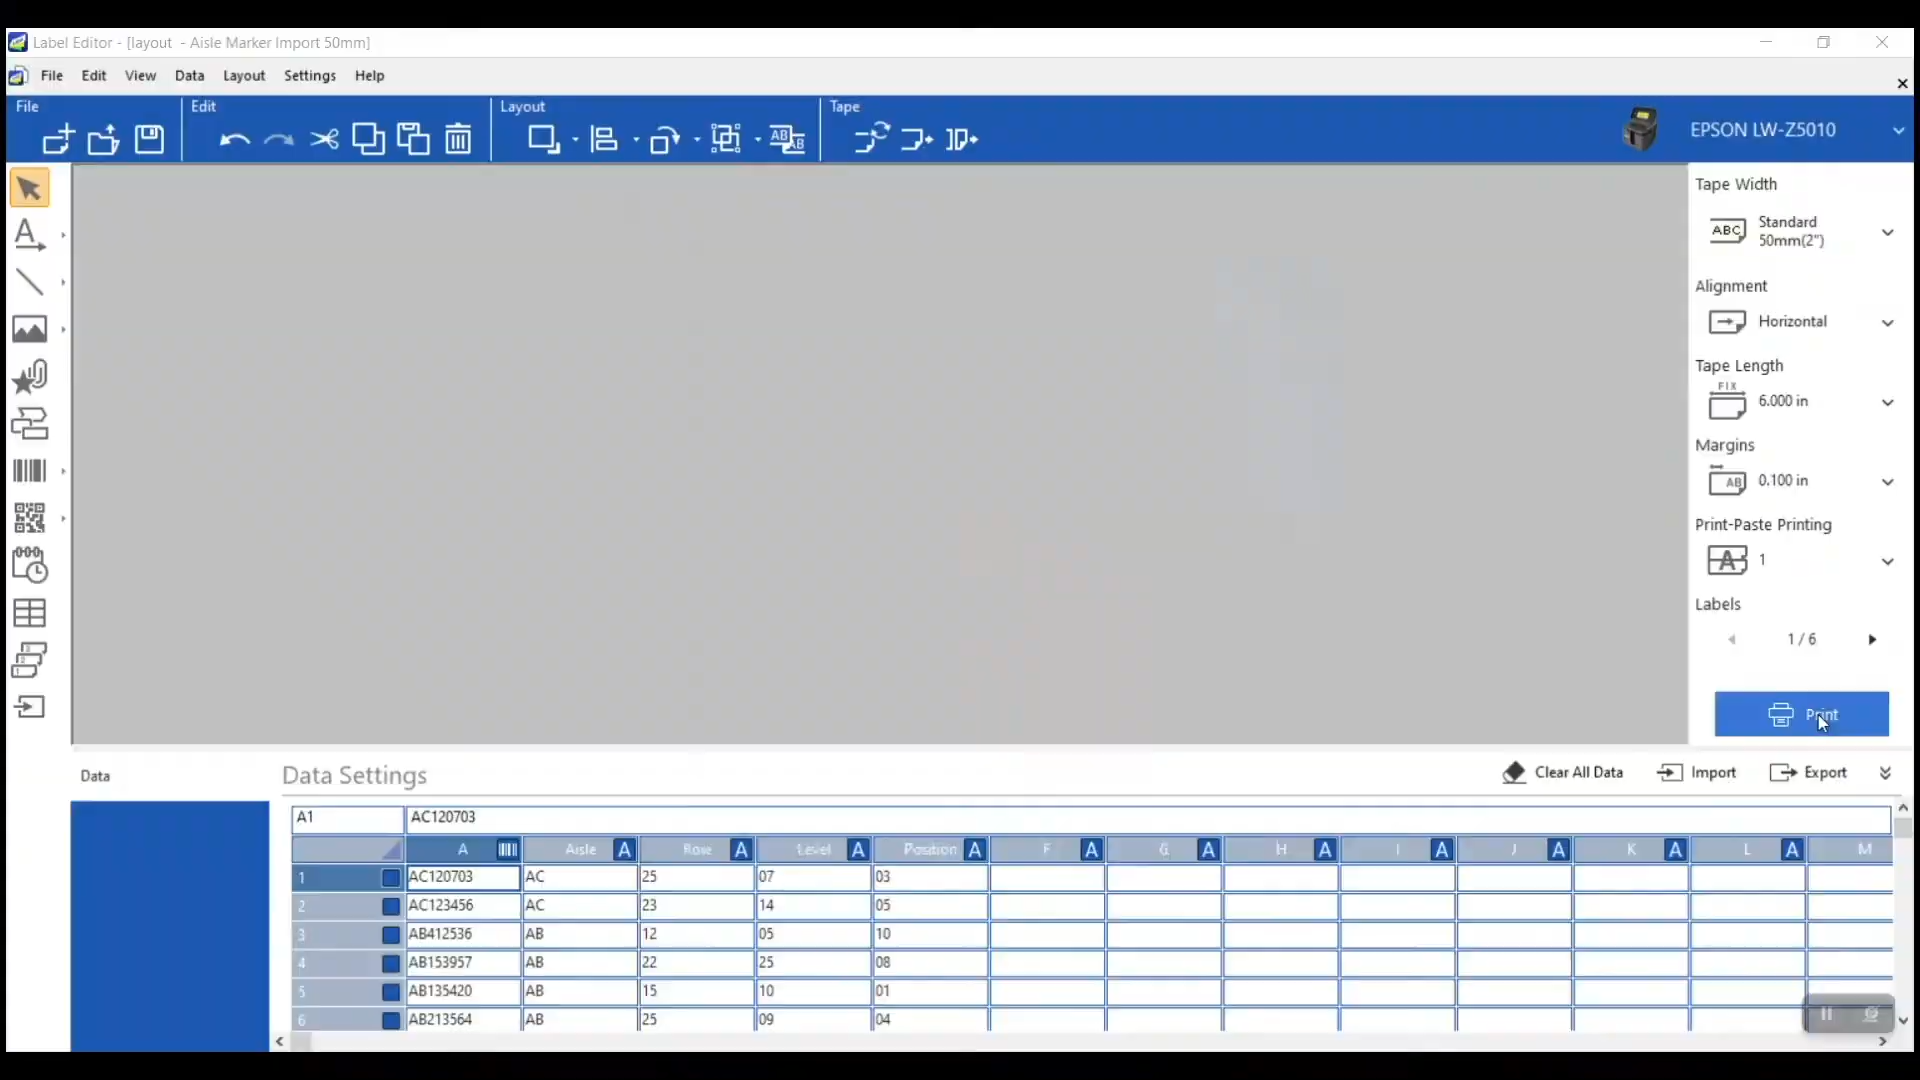 Label Editor - [layout - Aisle Marker Import 50mm]
File Edit View Data Layout Settings Help
File Edit Layout Tape
EPSON LW-Z5010
Tape Width
ABC Standard
50mm(2")
Alignment
Horizontal
Tape Length
FIX
6.000 in
Margins
AB 0.100 in
Print-Paste Printing
A 1
Labels
1 / 6
Print
Data
Data Settings
Clear All Data Import Export
A1 AC120703
A Aisle A Row A Level A Position A F A G A H A I A J A K A L A M
1 AC120703 AC 25 07 03
2 AC123456 AC 23 14 05
3 AB412536 AB 12 05 10
4 AB153957 AB 22 25 08
5 AB135420 AB 15 10 01
6 AB213564 AB 25 09 04